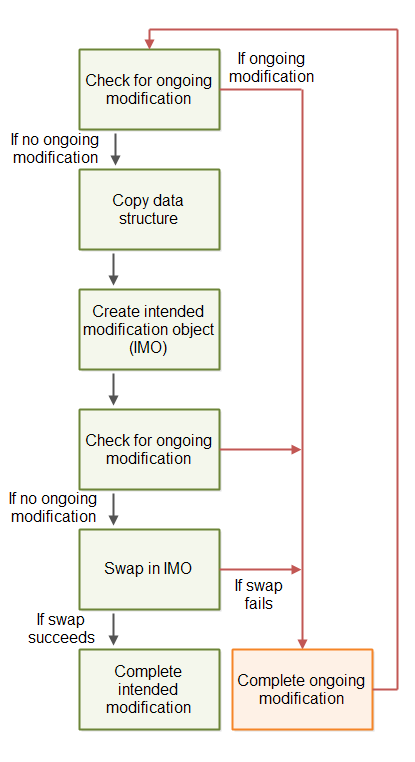 Check for ongoing
modification
If ongoing
modification
If no ongoing
modification
Copy data
structure
Create intended
modification object
(IMO)
Check for ongoing
modification
If no ongoing
modification
Swap in IMO
If swap
fails
If swap
succeeds
Complete
intended
modification
Complete ongoing
modification